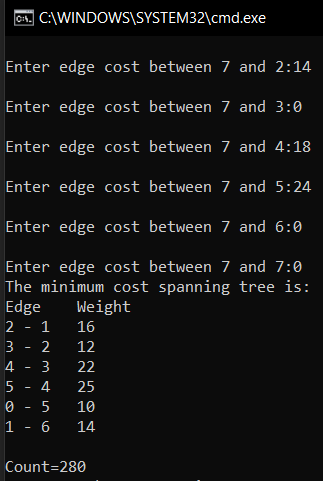 C:\WINDOWS\SYSTEM32\cmd.exe
Enter edge cost between 7 and 2:14
Enter edge cost between 7 and 3:0
Enter edge cost between 7 and 4:18
Enter edge cost between 7 and 5:24
Enter edge cost between 7 and 6:0
Enter edge cost between 7 and 7:0
The minimum cost spanning tree is:
Edge    Weight
2 - 1   16
3 - 2   12
4 - 3   22
5 - 4   25
0 - 5   10
1 - 6   14
Count=280